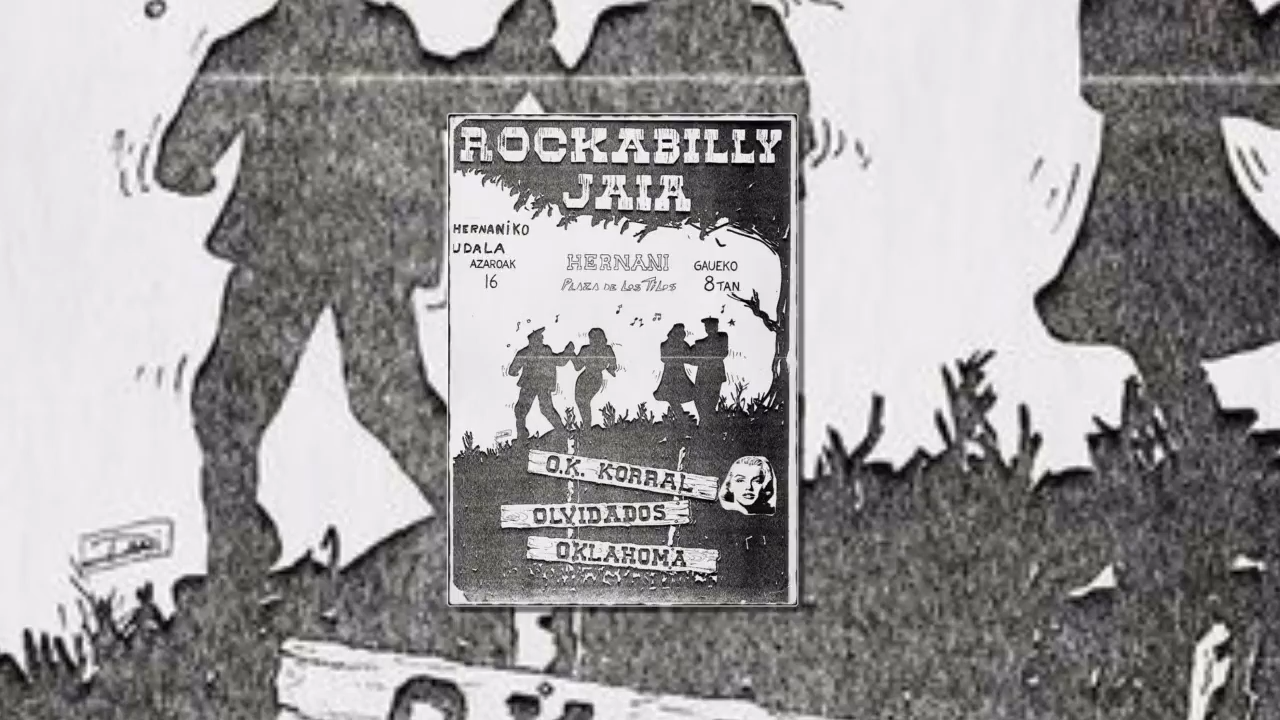 ROCKABILLY
JAIA
HERNANiKO
UDALA
AZAROAK
16
HERNANI
PLAZA DE LOS TILOS
GAUEKO
8TAN
O.K. KORRAL
OLVIDADOS
OKLAHOMA